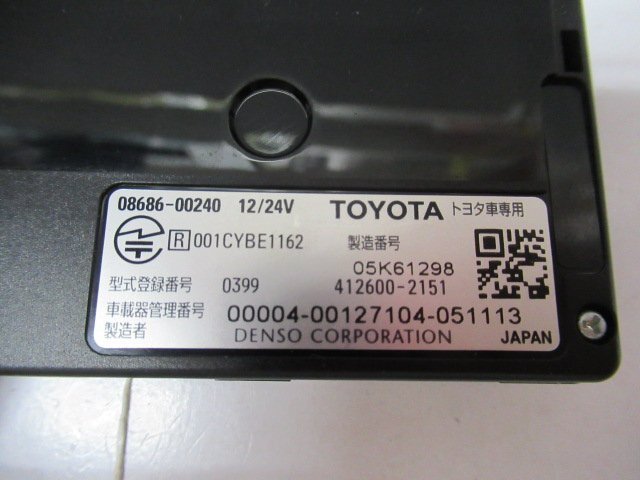 08686-00240 12/24V TOYOTA トヨタ車専用
R 001CYBE1162 製造番号
05K61298
型式登録番号 0399 412600-2151
車載器管理番号 00004-00127104-051113
製造者 DENSO CORPORATION JAPAN